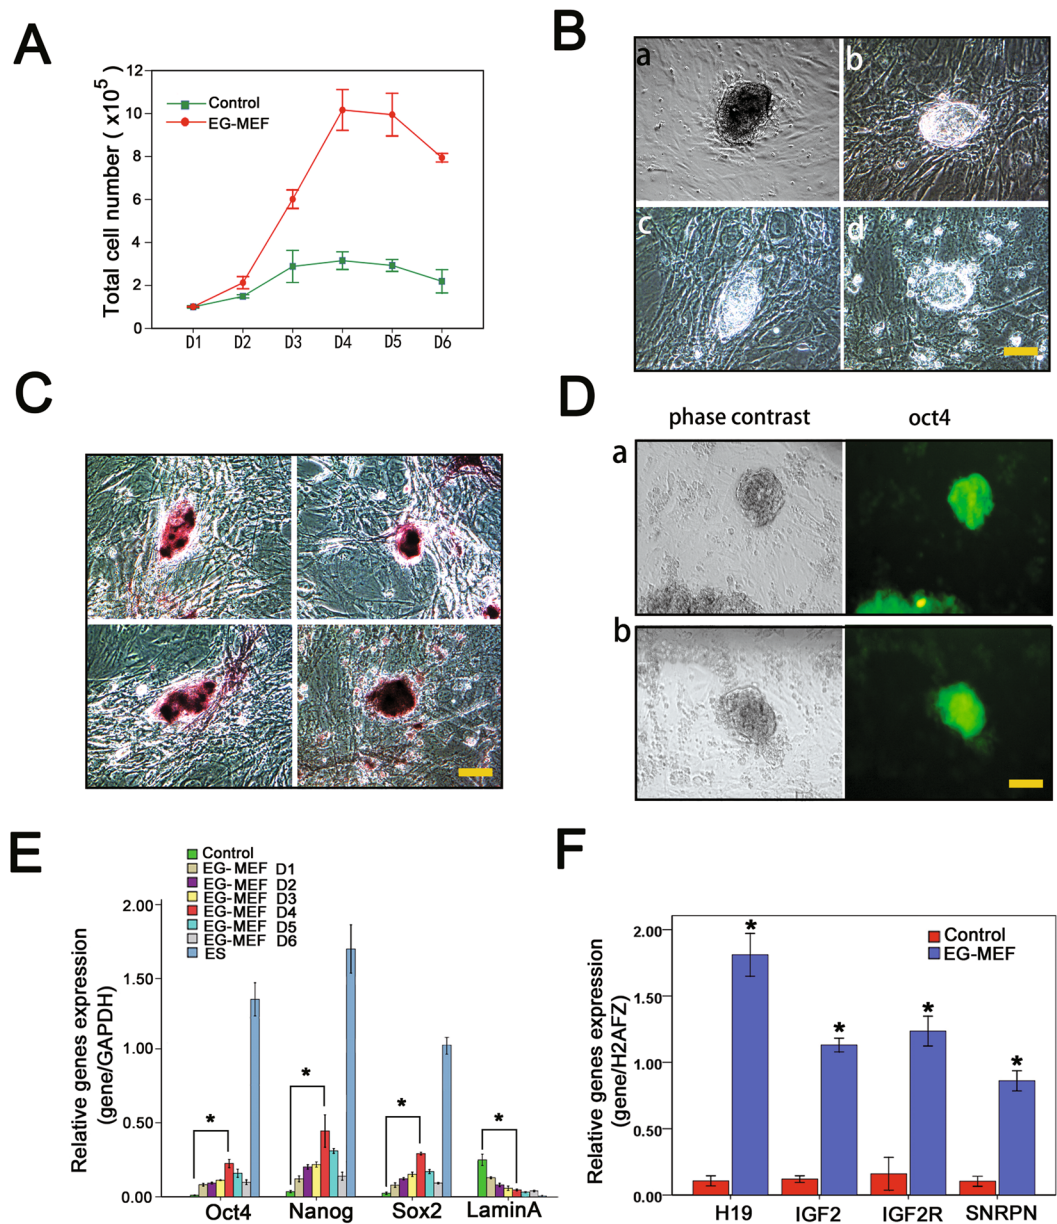 A
Total cell number ( x10⁵)
12
10
8
6
4
2
0
Control
EG-MEF
D1 D2 D3 D4 D5 D6
B
a
b
c
d
C
D
phase contrast
oct4
a
b
E
Relative genes expression
(gene/GAPDH)
2.00
1.50
1.00
0.50
0.00
Control
EG-MEF D1
EG-MEF D2
EG-MEF D3
EG-MEF D4
EG-MEF D5
EG-MEF D6
ES
*
*
*
*
Oct4 Nanog Sox2 LaminA
F
Relative genes expression
(gene/H2AFZ)
2.00
1.50
1.00
0.50
0.00
Control
EG-MEF
*
*
*
*
H19 IGF2 IGF2R SNRPN